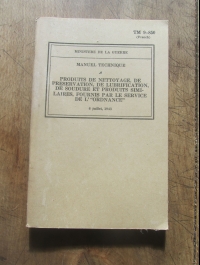 TM 9-850
MINISTERE DE LA GUERRE
MANUEL TECHNIQUE
PRODUITS DE NETTOYAGE, DE
PRESERVATION, DE LUBRIFICATION,
DE SOUDURE ET PRODUITS SIMI-
LAIRES, FOURNIS PAR LE SERVICE
DE L'"ORDNANCE"